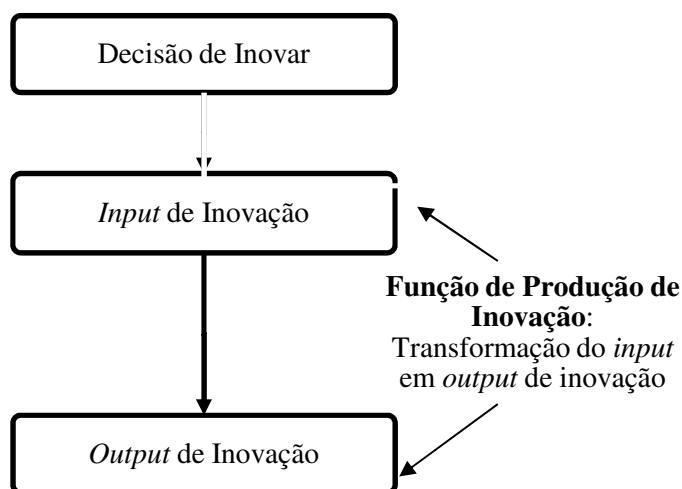 Decisão de Inovar
Input de Inovação
Função de Produção de
Inovação:
Transformação do input
em output de inovação
Output de Inovação